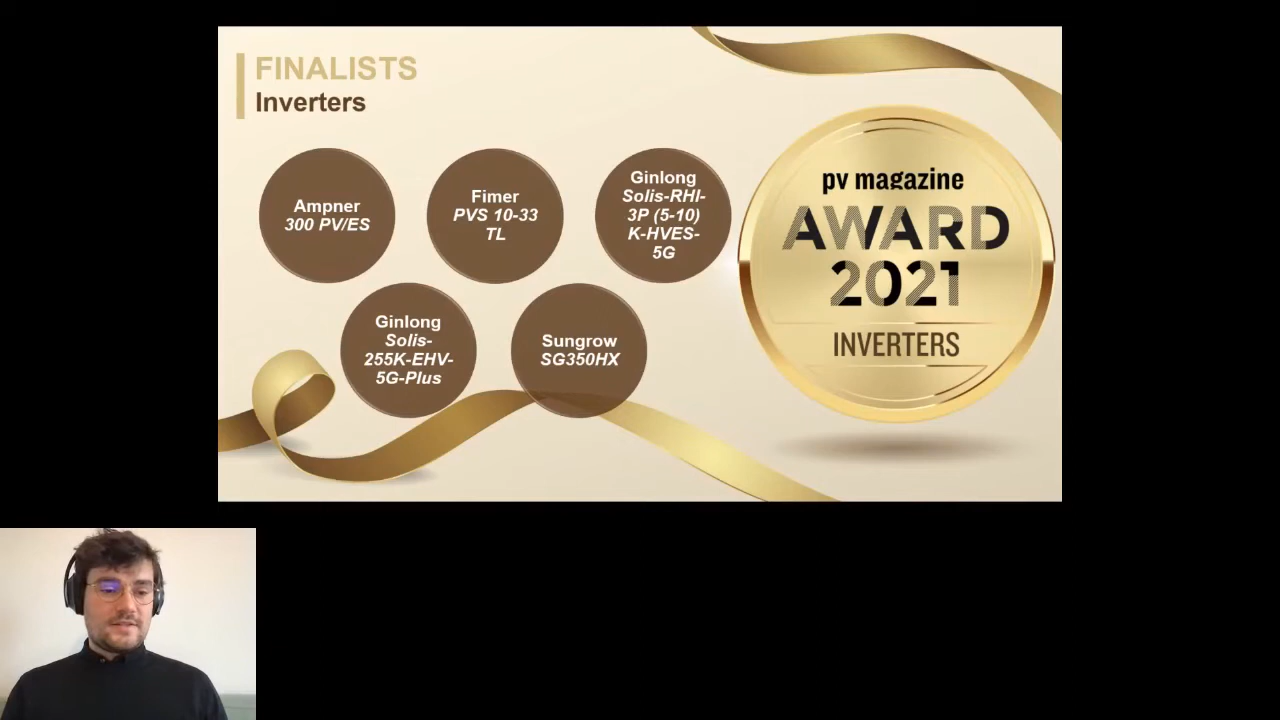 FINALISTS
Inverters
Ampner
300 PV/ES
Fimer
PVS 10-33
TL
Ginlong
Solis-RHI-
3P (5-10)
K-HVES-
5G
Ginlong
Solis-
255K-EHV-
5G-Plus
Sungrow
SG350HX
pv magazine
AWARD
2021
INVERTERS